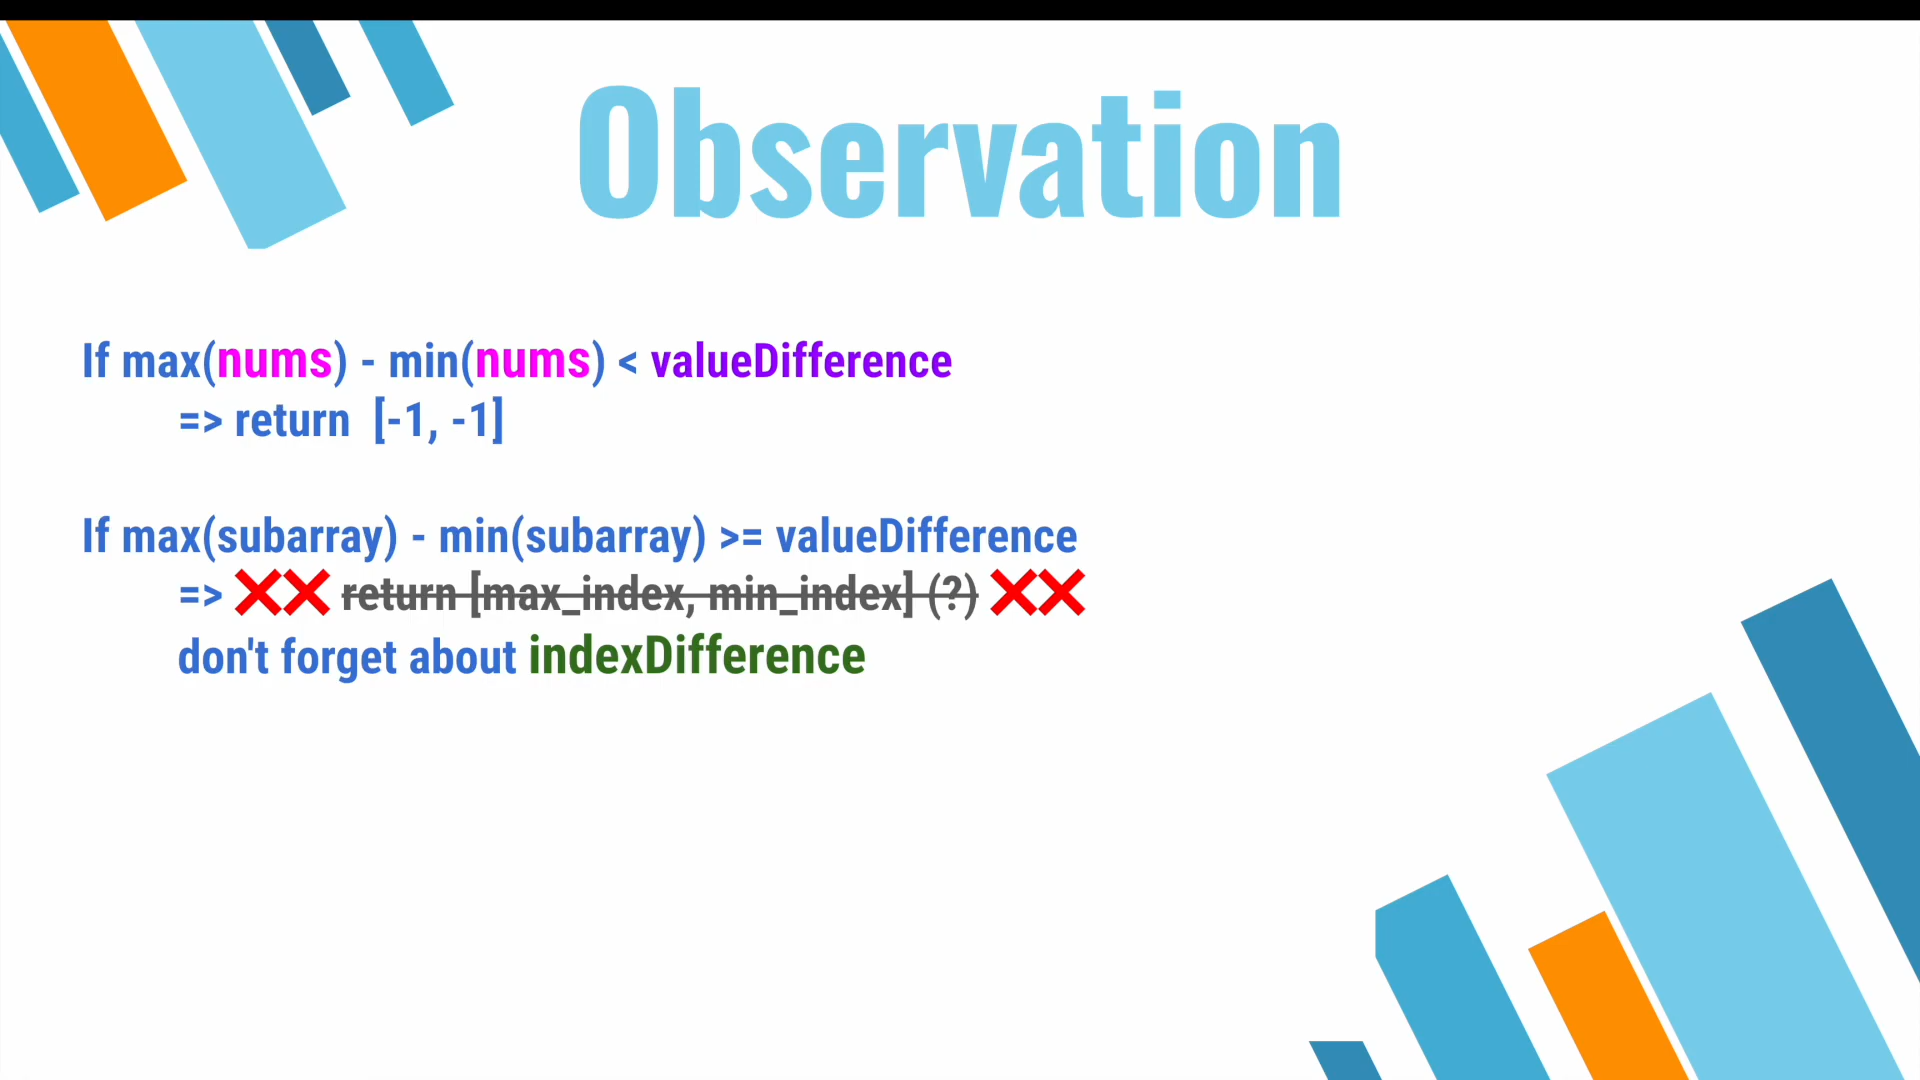 Observation
If max(nums) - min(nums) < valueDifference
=> return [-1, -1]
If max(subarray) - min(subarray) >= valueDifference
=> ❌❌ return [max_index, min_index] (?) ❌❌
don't forget about indexDifference